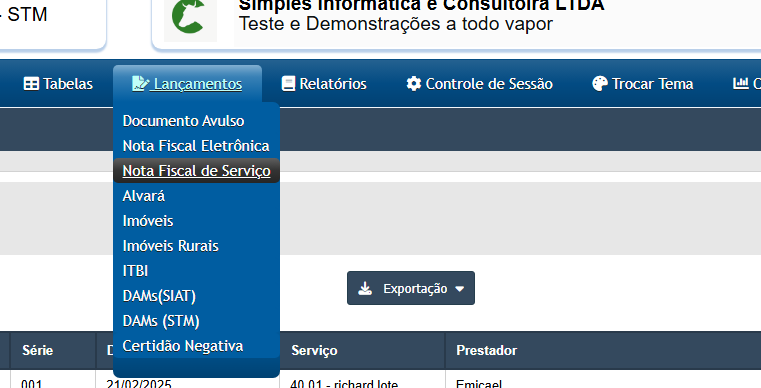 - STM
Simples Informática e Consultoira LTDA
Teste e Demonstrações a todo vapor
Tabelas
Lançamentos
Relatórios
Controle de Sessão
Trocar Tema
Documento Avulso
Nota Fiscal Eletrônica
Nota Fiscal de Serviço
Alvará
Imóveis
Imóveis Rurais
ITBI
DAMs(SIAT)
DAMs (STM)
Certidão Negativa
Exportação
Série
Serviço
Prestador
001
21/02/2025
40.01 - richard lote
Emicael